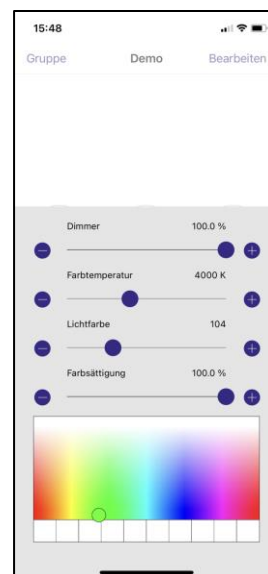 15:48
Gruppe Demo Bearbeiten
Dimmer 100.0 %
Farbtemperatur 4000 K
Lichtfarbe 104
Farbsättigung 100.0 %